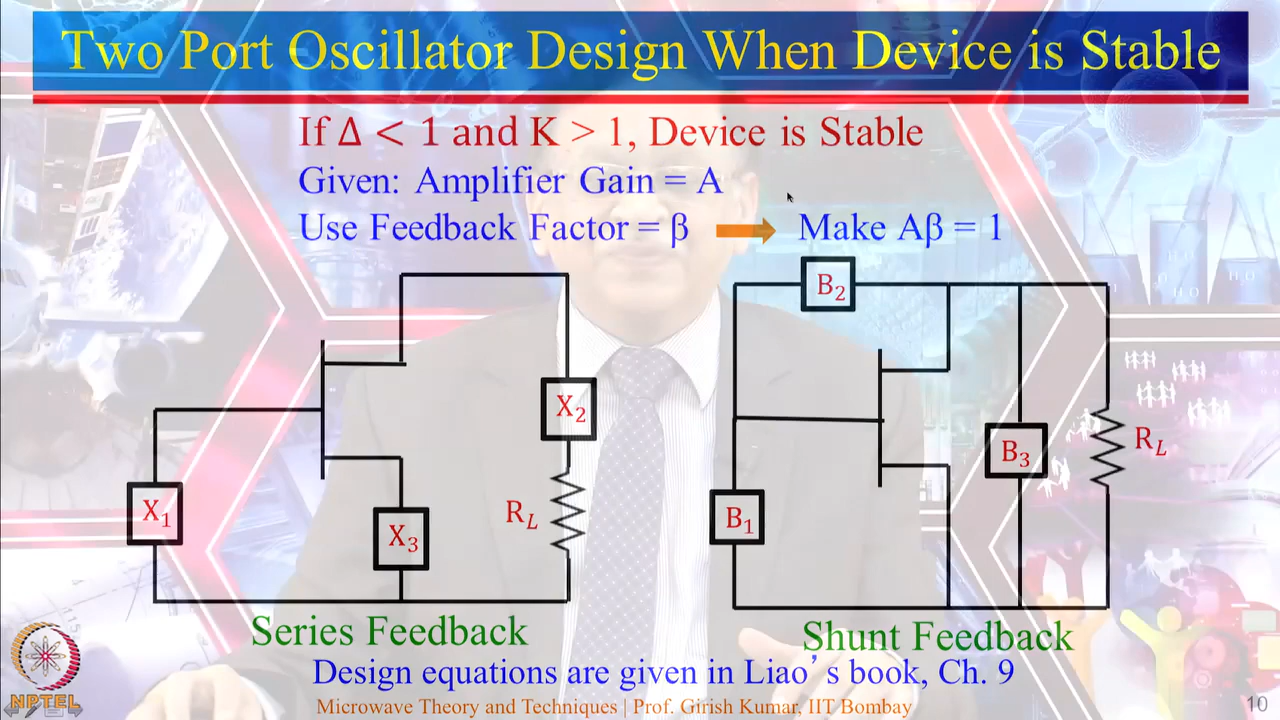 Two Port Oscillator Design When Device is Stable
If Δ < 1 and K > 1, Device is Stable
Given: Amplifier Gain = A
Use Feedback Factor = β
Make Aβ = 1
X₁
X₃
X₂
R_L
B₂
B₁
B₃
R_L
Series Feedback
Shunt Feedback
Design equations are given in Liao's book, Ch. 9
NPTEL
Microwave Theory and Techniques | Prof. Girish Kumar, IIT Bombay
10